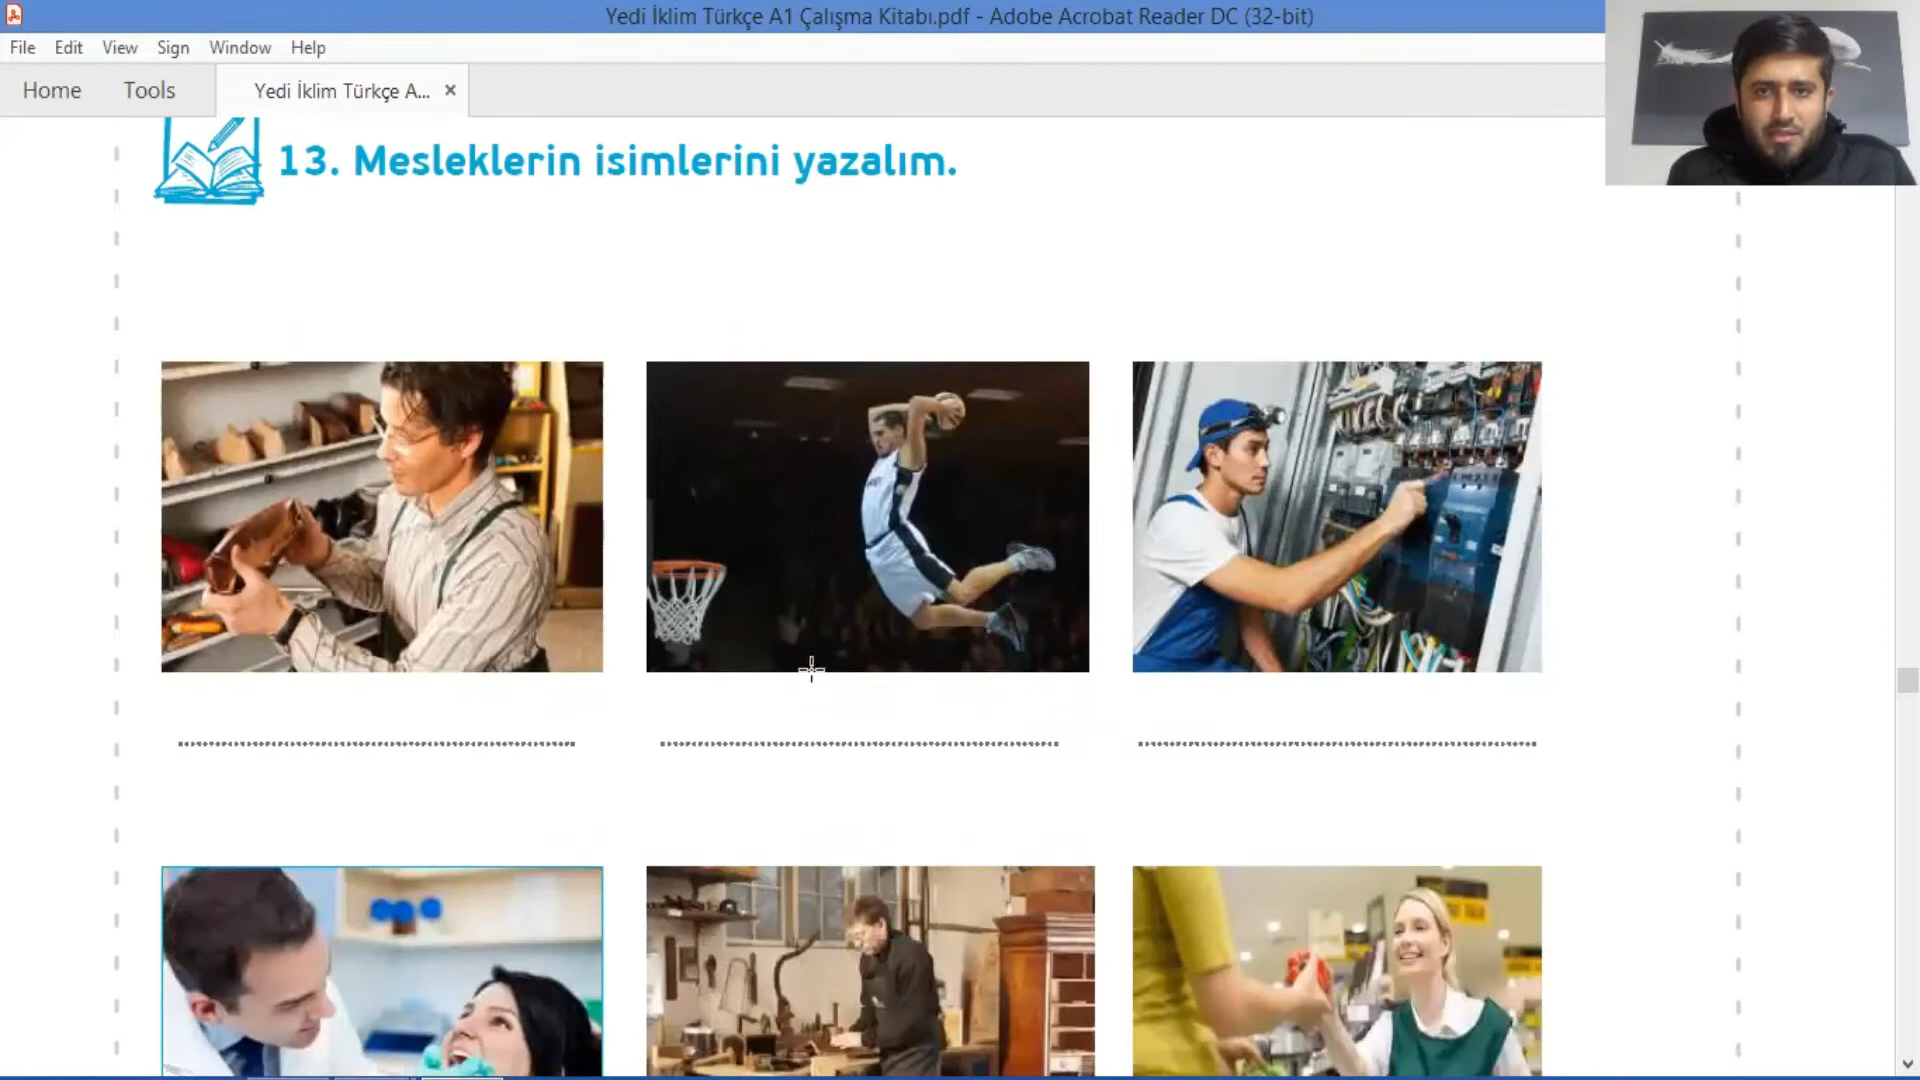 Yedi İklim Türkçe A1 Çalışma Kitabı.pdf - Adobe Acrobat Reader DC (32-bit)
File Edit View Sign Window Help
Home Tools Yedi İklim Türkçe A... ×
13. Mesleklerin isimlerini yazalım.